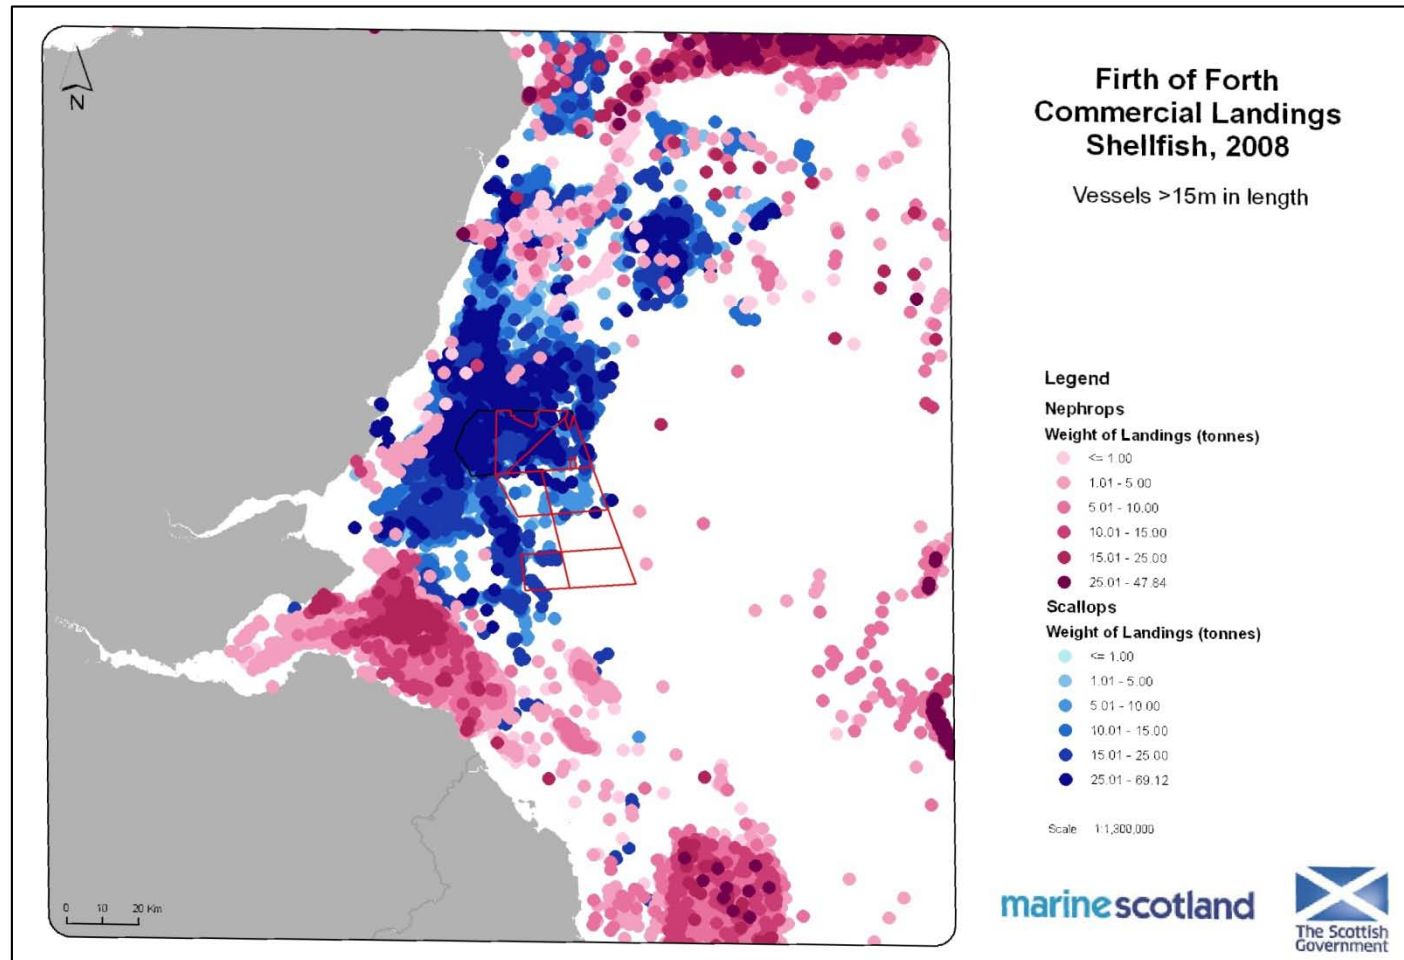 N
0 10 20 Km
Firth of Forth
Commercial Landings
Shellfish, 2008
Vessels >15m in length
Legend
Nephrops
Weight of Landings (tonnes)
<= 1.00
1.01 - 5.00
5.01 - 10.00
10.01 - 15.00
15.01 - 25.00
25.01 - 47.84
Scallops
Weight of Landings (tonnes)
<= 1.00
1.01 - 5.00
5.01 - 10.00
10.01 - 15.00
15.01 - 25.00
25.01 - 69.12
Scale 1:1,300,000
marinescotland
The Scottish
Government